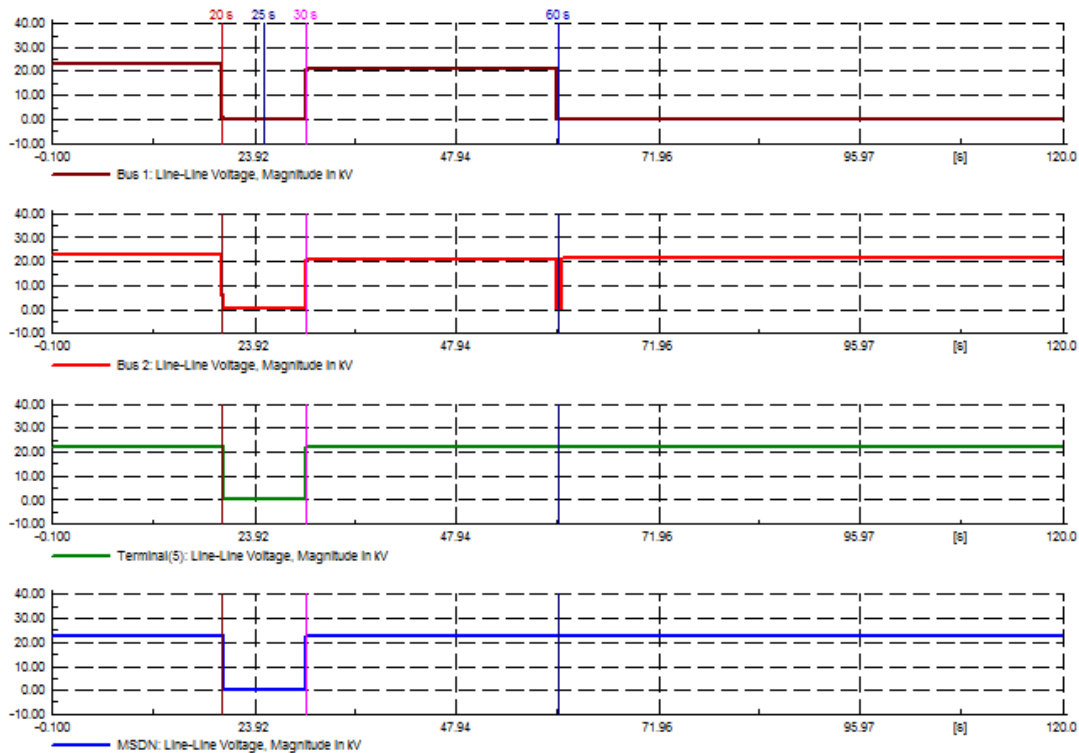 20 s 25 s 30 s 60 s
40.00
30.00
20.00
10.00
0.00
-10.00
-0.100 23.92 47.94 71.96 95.97 [s] 120.0
Bus 1: Line-Line Voltage, Magnitude in kV
40.00
30.00
20.00
10.00
0.00
-10.00
-0.100 23.92 47.94 71.96 95.97 [s] 120.0
Bus 2: Line-Line Voltage, Magnitude in kV
40.00
30.00
20.00
10.00
0.00
-10.00
-0.100 23.92 47.94 71.96 95.97 [s] 120.0
Terminal(5): Line-Line Voltage, Magnitude in kV
40.00
30.00
20.00
10.00
0.00
-10.00
-0.100 23.92 47.94 71.96 95.97 [s] 120.0
MSDN: Line-Line Voltage, Magnitude in kV